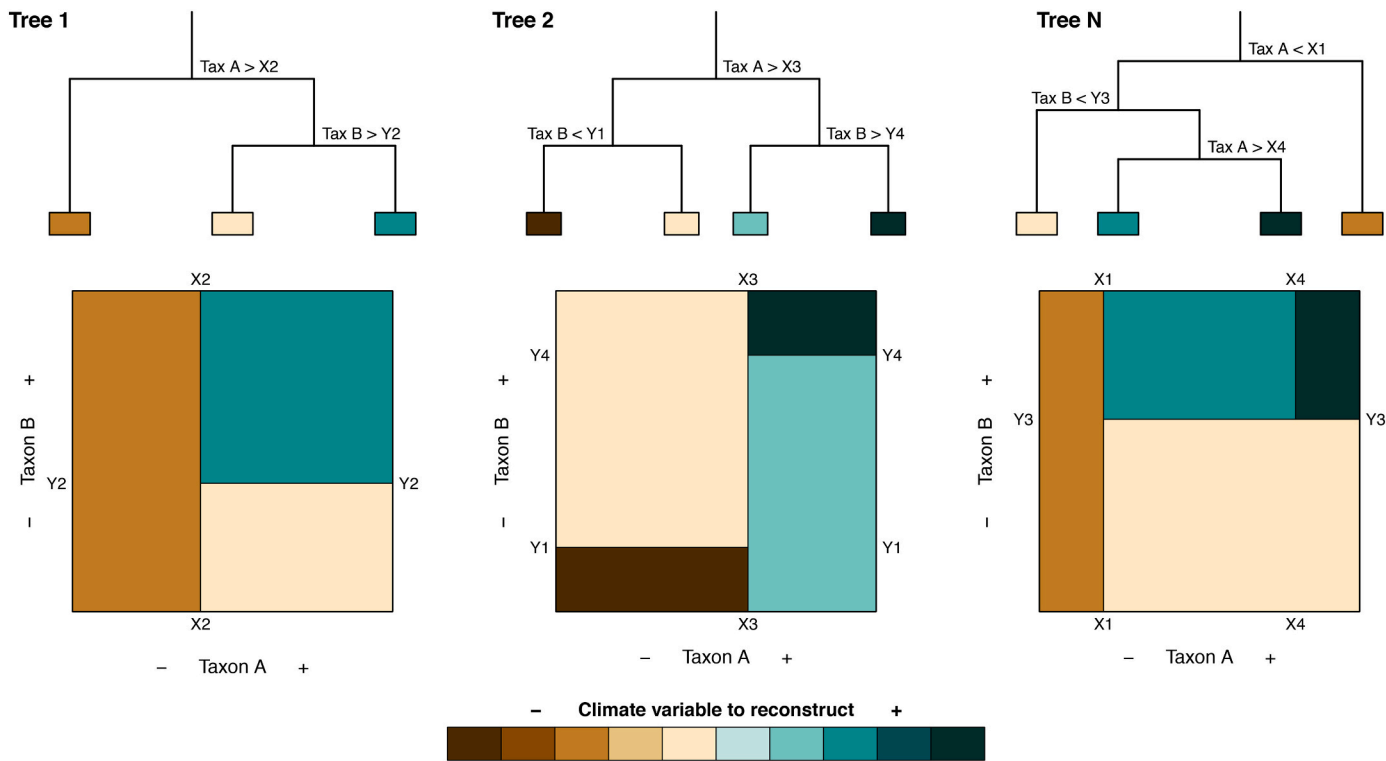 Tree 1
Tree 2
Tree N
Tax A > X2
Tax A > X3
Tax A < X1
Tax B > Y2
Tax B < Y1
Tax B > Y4
Tax B < Y3
Tax A > X4
X2
X3
X1
X4
Y2
Taxon B
– +
Y2
X2
– Taxon A +
Y4
Y4
Taxon B
– +
Y1
Y1
X3
– Taxon A +
Y3
Y3
Taxon B
– +
X1
X4
– Taxon A +
– Climate variable to reconstruct +